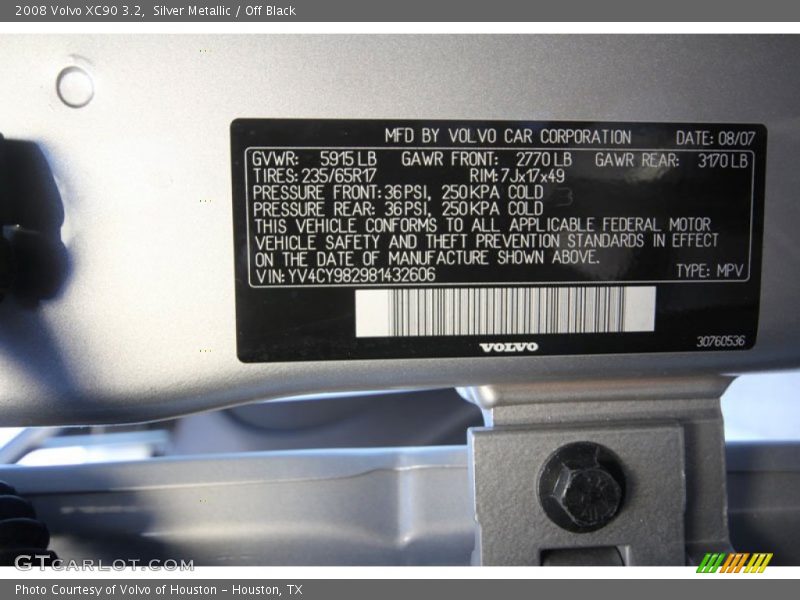 2008 Volvo XC90 3.2, Silver Metallic / Off Black
MFD BY VOLVO CAR CORPORATION DATE: 08/07
GVWR: 5915 LB GAWR FRONT: 2770 LB GAWR REAR: 3170 LB
TIRES: 235/65R17 RIM: 7Jx17x49
PRESSURE FRONT: 36 PSI, 250 KPA COLD
PRESSURE REAR: 36 PSI, 250 KPA COLD
THIS VEHICLE CONFORMS TO ALL APPLICABLE FEDERAL MOTOR
VEHICLE SAFETY AND THEFT PREVENTION STANDARDS IN EFFECT
ON THE DATE OF MANUFACTURE SHOWN ABOVE.
VIN: YV4CY982981432606 TYPE: MPV
VOLVO
30760536
GTCARLOT.COM
Photo Courtesy of Volvo of Houston - Houston, TX